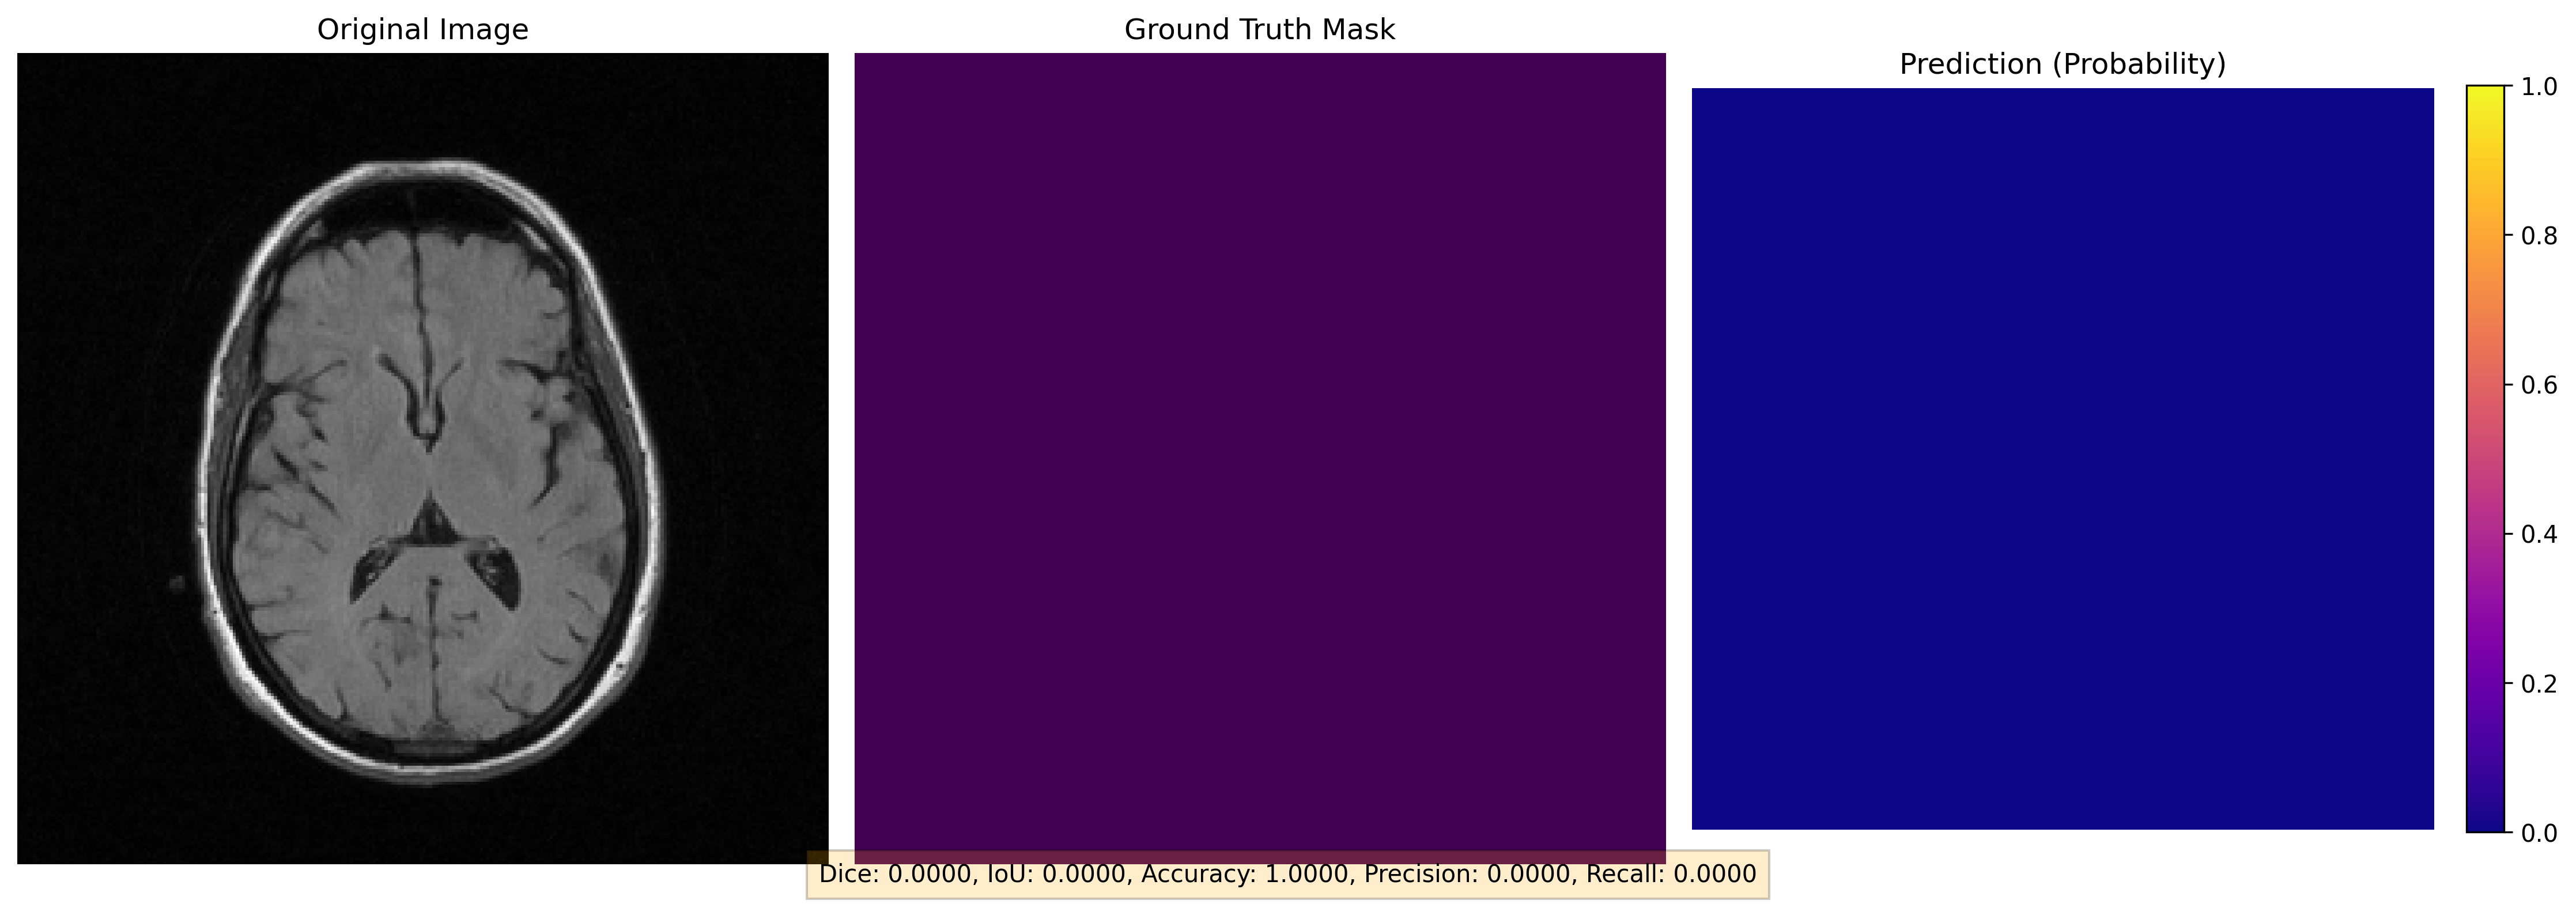 Original Image
Ground Truth Mask
Prediction (Probability)
1.0
0.8
0.6
0.4
0.2
0.0
Dice: 0.0000, IoU: 0.0000, Accuracy: 1.0000, Precision: 0.0000, Recall: 0.0000